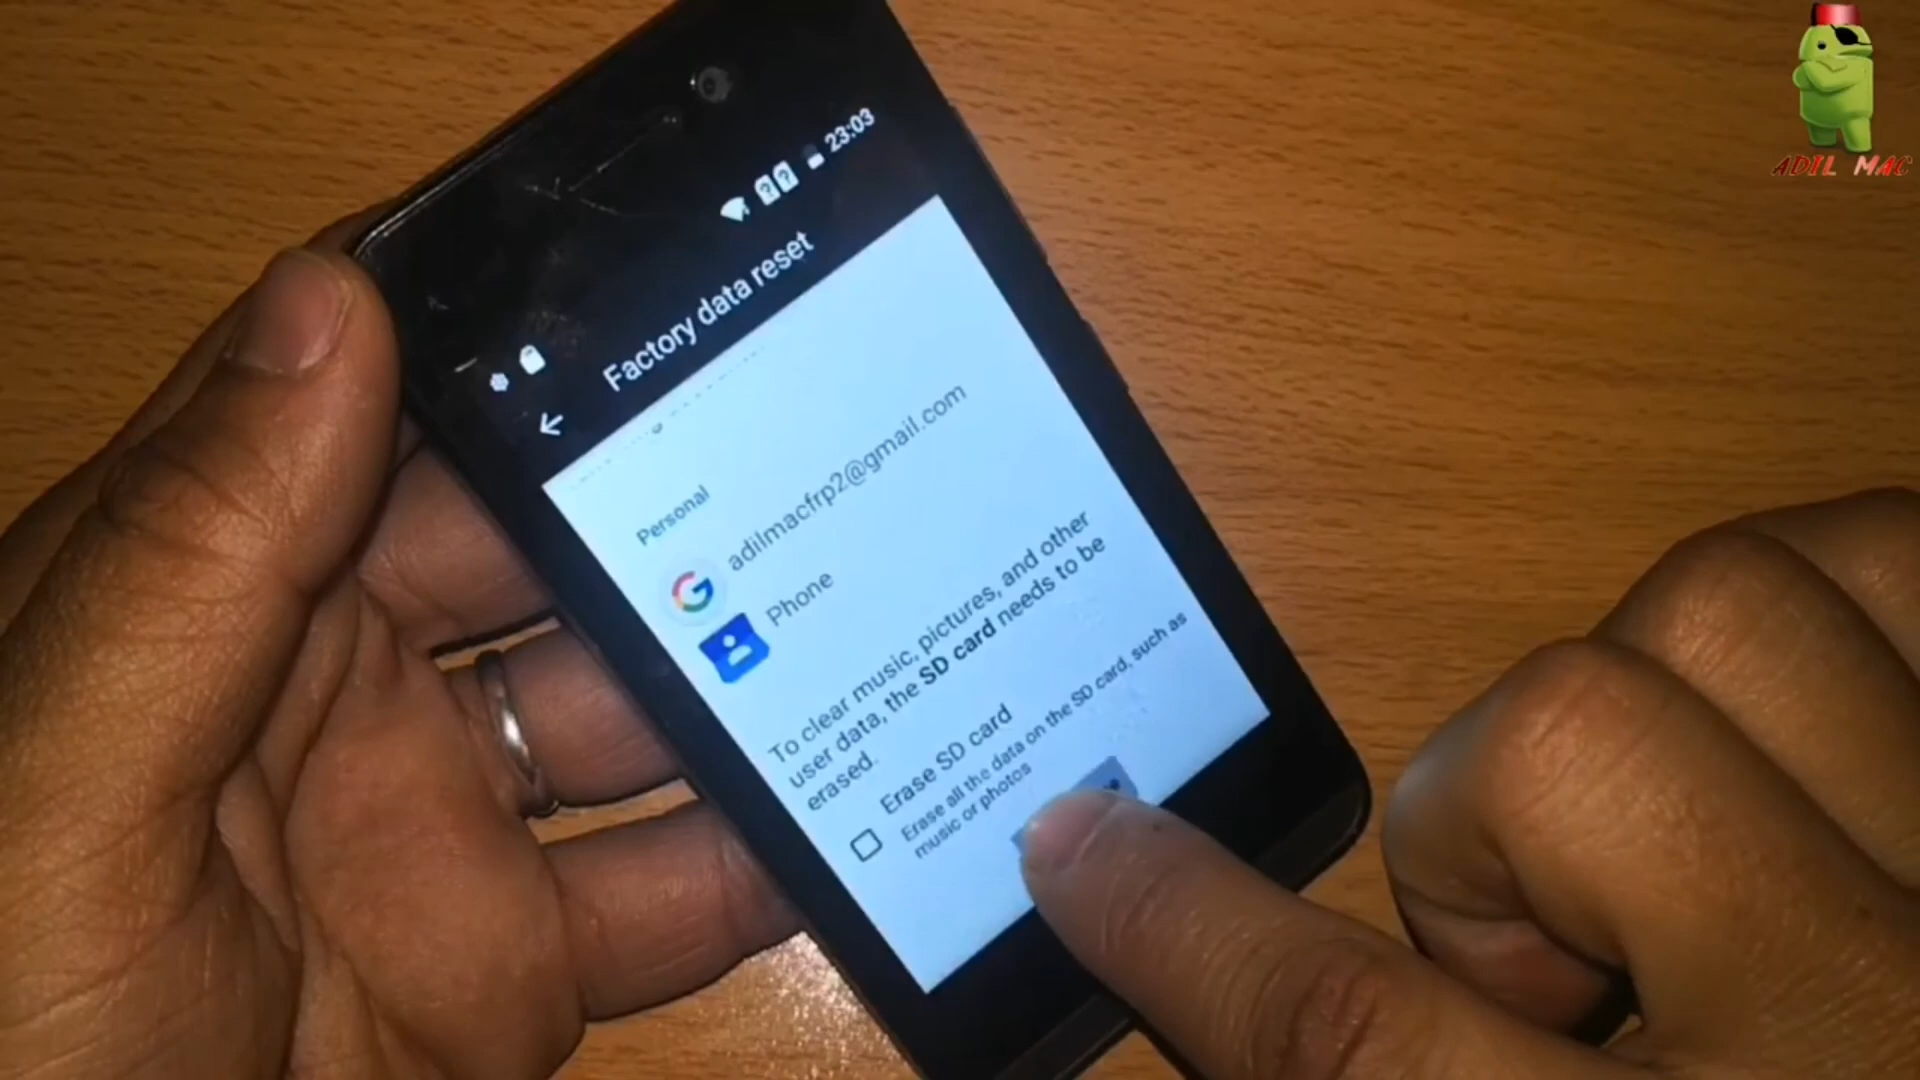 ADIL MAC
23:03
Factory data reset
Personal
adilmacfrp2@gmail.com
Phone
To clear music, pictures, and other
user data, the SD card needs to be
erased.
Erase SD card
Erase all the data on the SD card, such as
music or photos